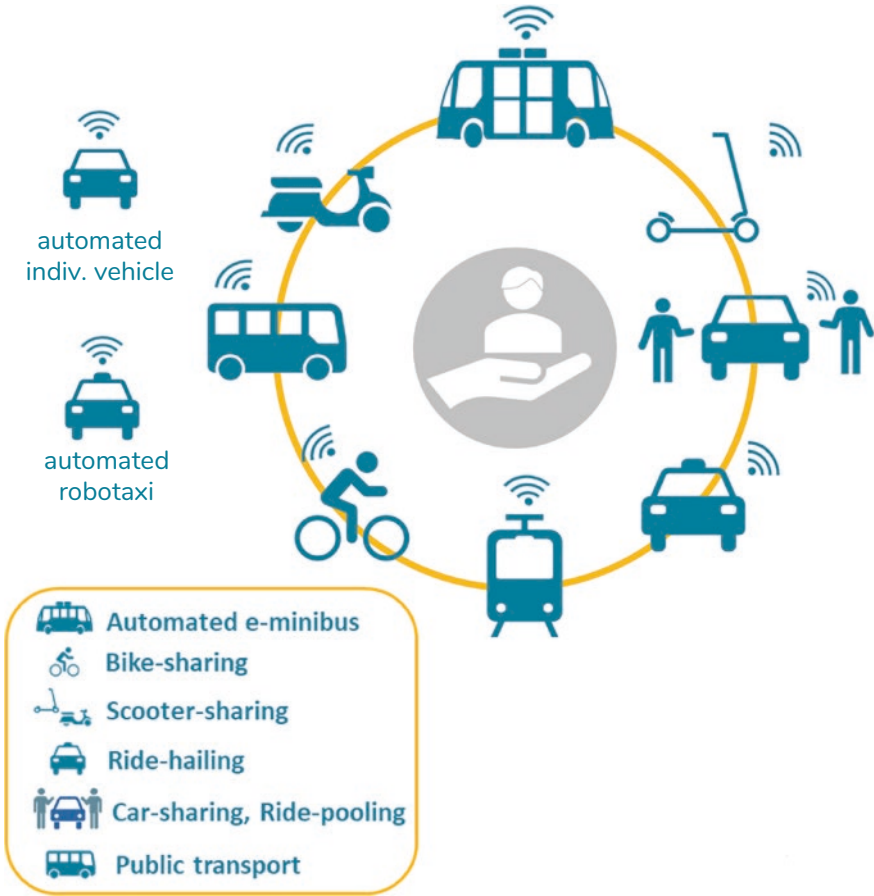 automated
indiv. vehicle
automated
robotaxi
Automated e-minibus
Bike-sharing
Scooter-sharing
Ride-hailing
Car-sharing, Ride-pooling
Public transport